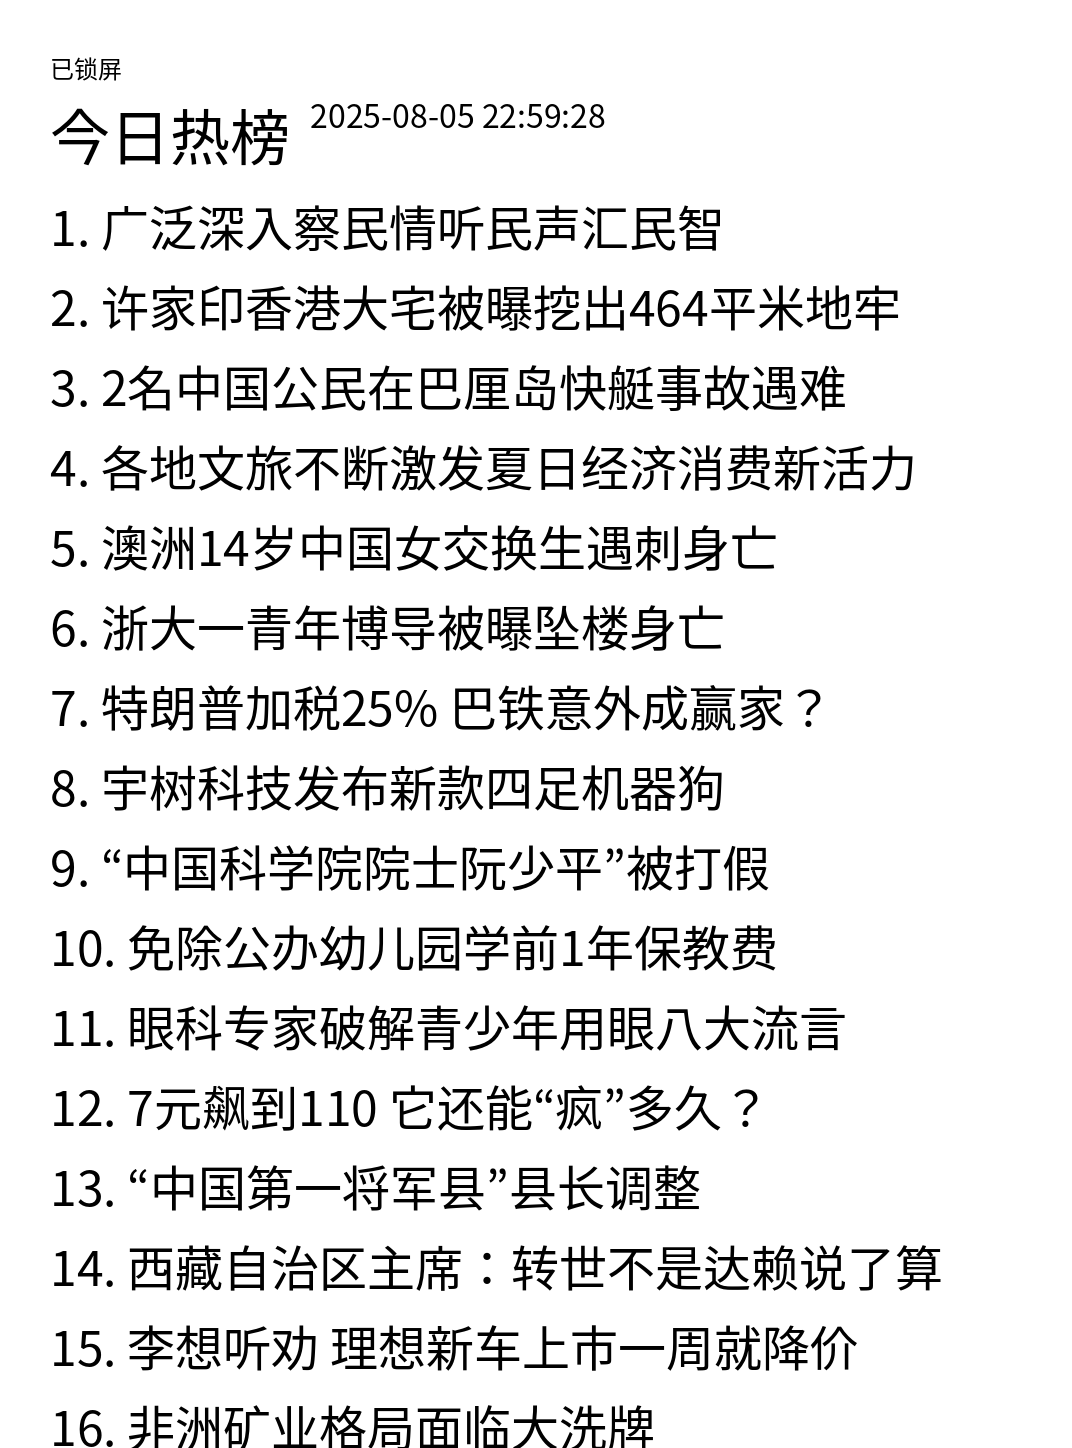 已锁屏
今日热榜 2025-08-05 22:59:28
1. 广泛深入察民情听民声汇民智
2. 许家印香港大宅被曝挖出464平米地牢
3. 2名中国公民在巴厘岛快艇事故遇难
4. 各地文旅不断激发夏日经济消费新活力
5. 澳洲14岁中国女交换生遇刺身亡
6. 浙大一青年博导被曝坠楼身亡
7. 特朗普加税25% 巴铁意外成赢家？
8. 宇树科技发布新款四足机器狗
9. “中国科学院院士阮少平”被打假
10. 免除公办幼儿园学前1年保教费
11. 眼科专家破解青少年用眼八大流言
12. 7元飙到110 它还能“疯”多久？
13. “中国第一将军县”县长调整
14. 西藏自治区主席：转世不是达赖说了算
15. 李想听劝 理想新车上市一周就降价
16. 非洲矿业格局面临大洗牌